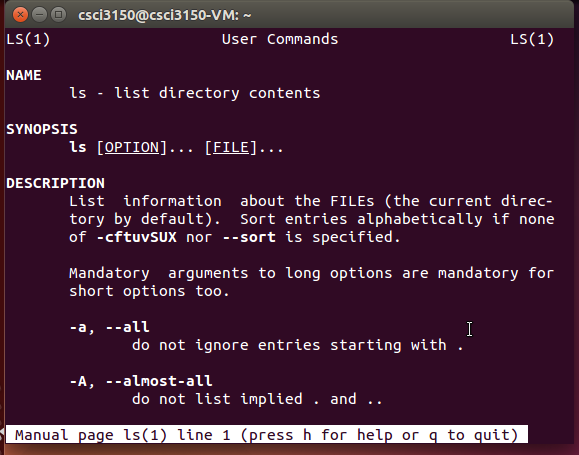 csci3150@csci3150-VM: ~
LS(1) User Commands LS(1)
NAME
ls - list directory contents
SYNOPSIS
ls [OPTION]... [FILE]...
DESCRIPTION
List information about the FILEs (the current direc-
tory by default). Sort entries alphabetically if none
of -cftuvSUX nor --sort is specified.
Mandatory arguments to long options are mandatory for
short options too.
-a, --all
do not ignore entries starting with .
-A, --almost-all
do not list implied . and ..
Manual page ls(1) line 1 (press h for help or q to quit)